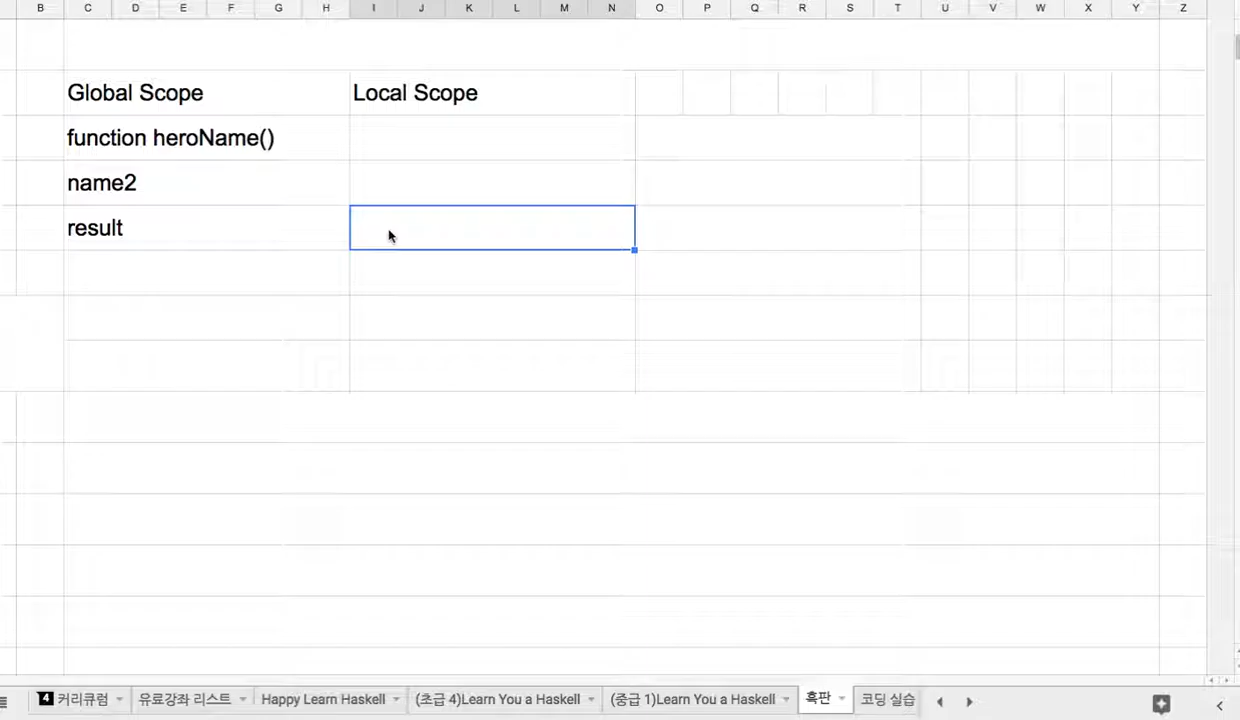 B C D E F G H I J K L M N O P Q R S T U V W X Y Z
Global Scope Local Scope
function heroName()
name2
result
4 커리큘럼 유료강좌 리스트 Happy Learn Haskell (초급 4)Learn You a Haskell (중급 1)Learn You a Haskell 흑판 코딩 실습